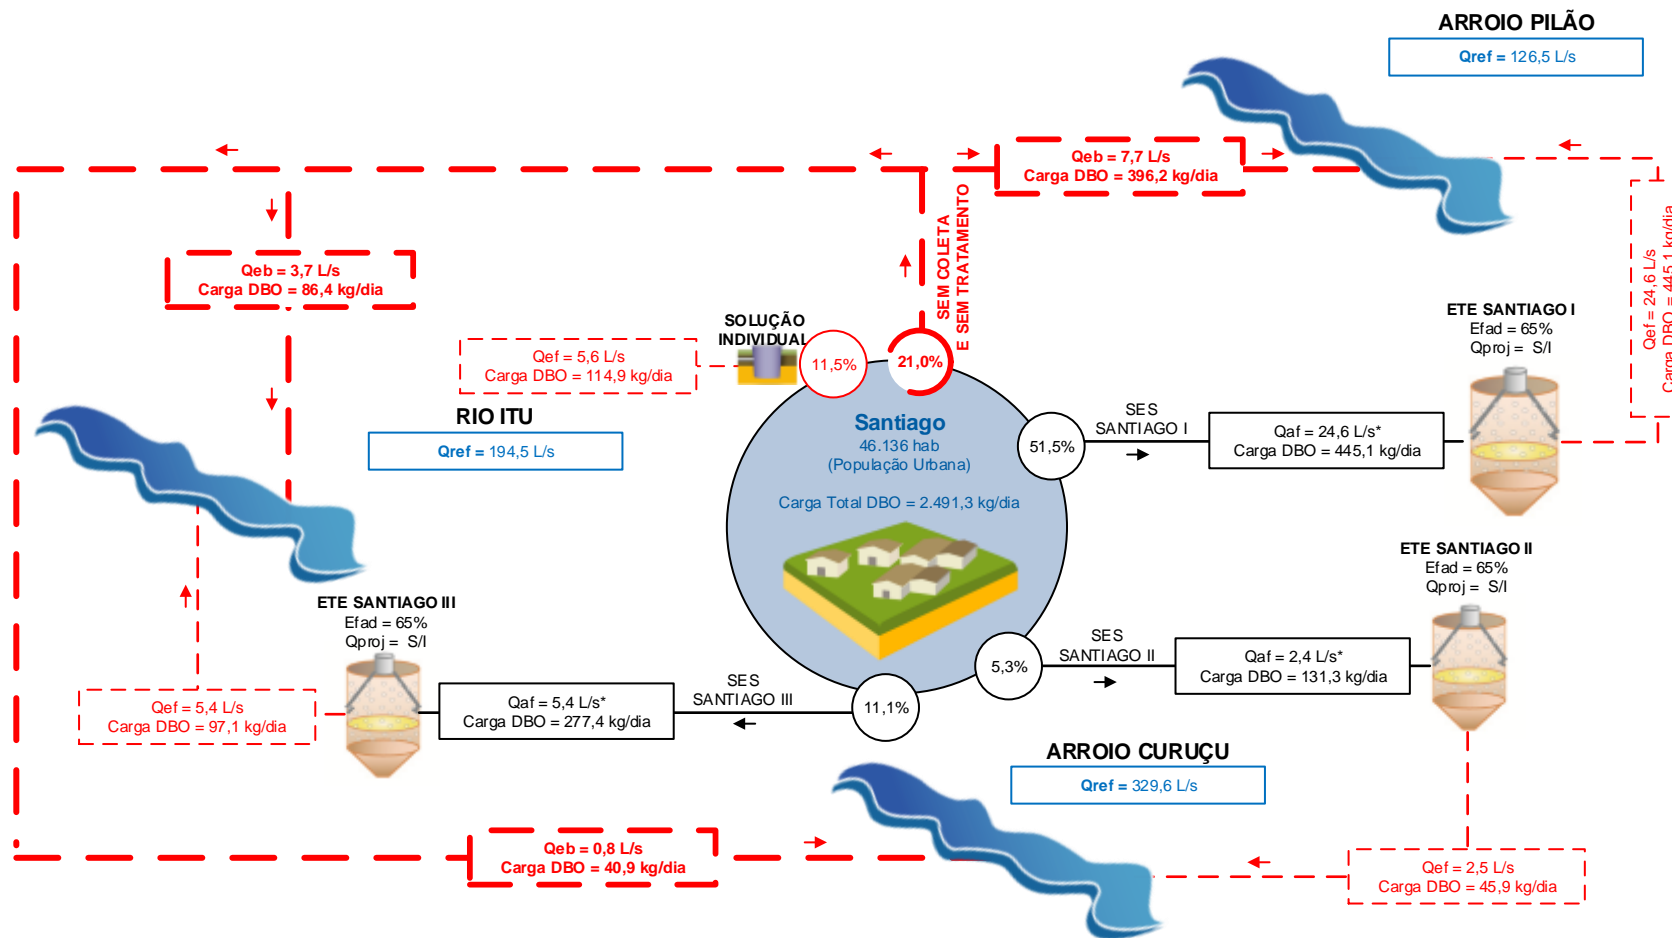 ARROIO PILÃO
Qref = 126,5 L/s
Qeb = 7,7 L/s
Carga DBO = 396,2 kg/dia
SEM COLETA
E SEM TRATAMENTO
Qef = 24,6 L/s
Carga DBO = 445,1 kg/dia
Qeb = 3,7 L/s
Carga DBO = 86,4 kg/dia
ETE SANTIAGO I
Efad = 65%
Qproj = S/I
SOLUÇÃO
INDIVIDUAL
Qef = 5,6 L/s
Carga DBO = 114,9 kg/dia
11,5%
21,0%
RIO ITU
Qref = 194,5 L/s
Santiago
46.136 hab
(População Urbana)
Carga Total DBO = 2.491,3 kg/dia
51,5%
SES
SANTIAGO I
Qaf = 24,6 L/s*
Carga DBO = 445,1 kg/dia
ETE SANTIAGO II
Efad = 65%
Qproj = S/I
ETE SANTIAGO III
Efad = 65%
Qproj = S/I
5,3%
SES
SANTIAGO II
Qaf = 2,4 L/s*
Carga DBO = 131,3 kg/dia
Qef = 5,4 L/s
Carga DBO = 97,1 kg/dia
Qaf = 5,4 L/s*
Carga DBO = 277,4 kg/dia
SES
SANTIAGO III
11,1%
ARROIO CURUÇU
Qref = 329,6 L/s
Qeb = 0,8 L/s
Carga DBO = 40,9 kg/dia
Qef = 2,5 L/s
Carga DBO = 45,9 kg/dia